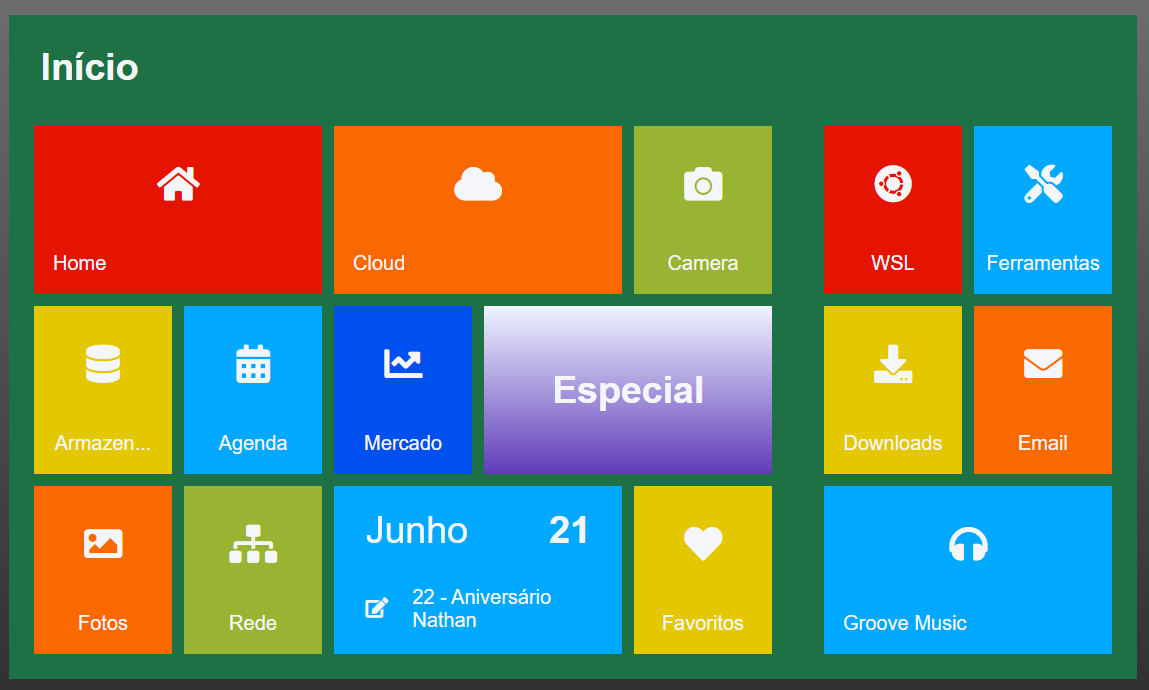 Início
Home
Cloud
Camera
WSL
Ferramentas
Armazen...
Agenda
Mercado
Especial
Downloads
Email
Fotos
Rede
Junho 21
22 - Aniversário
Nathan
Favoritos
Groove Music